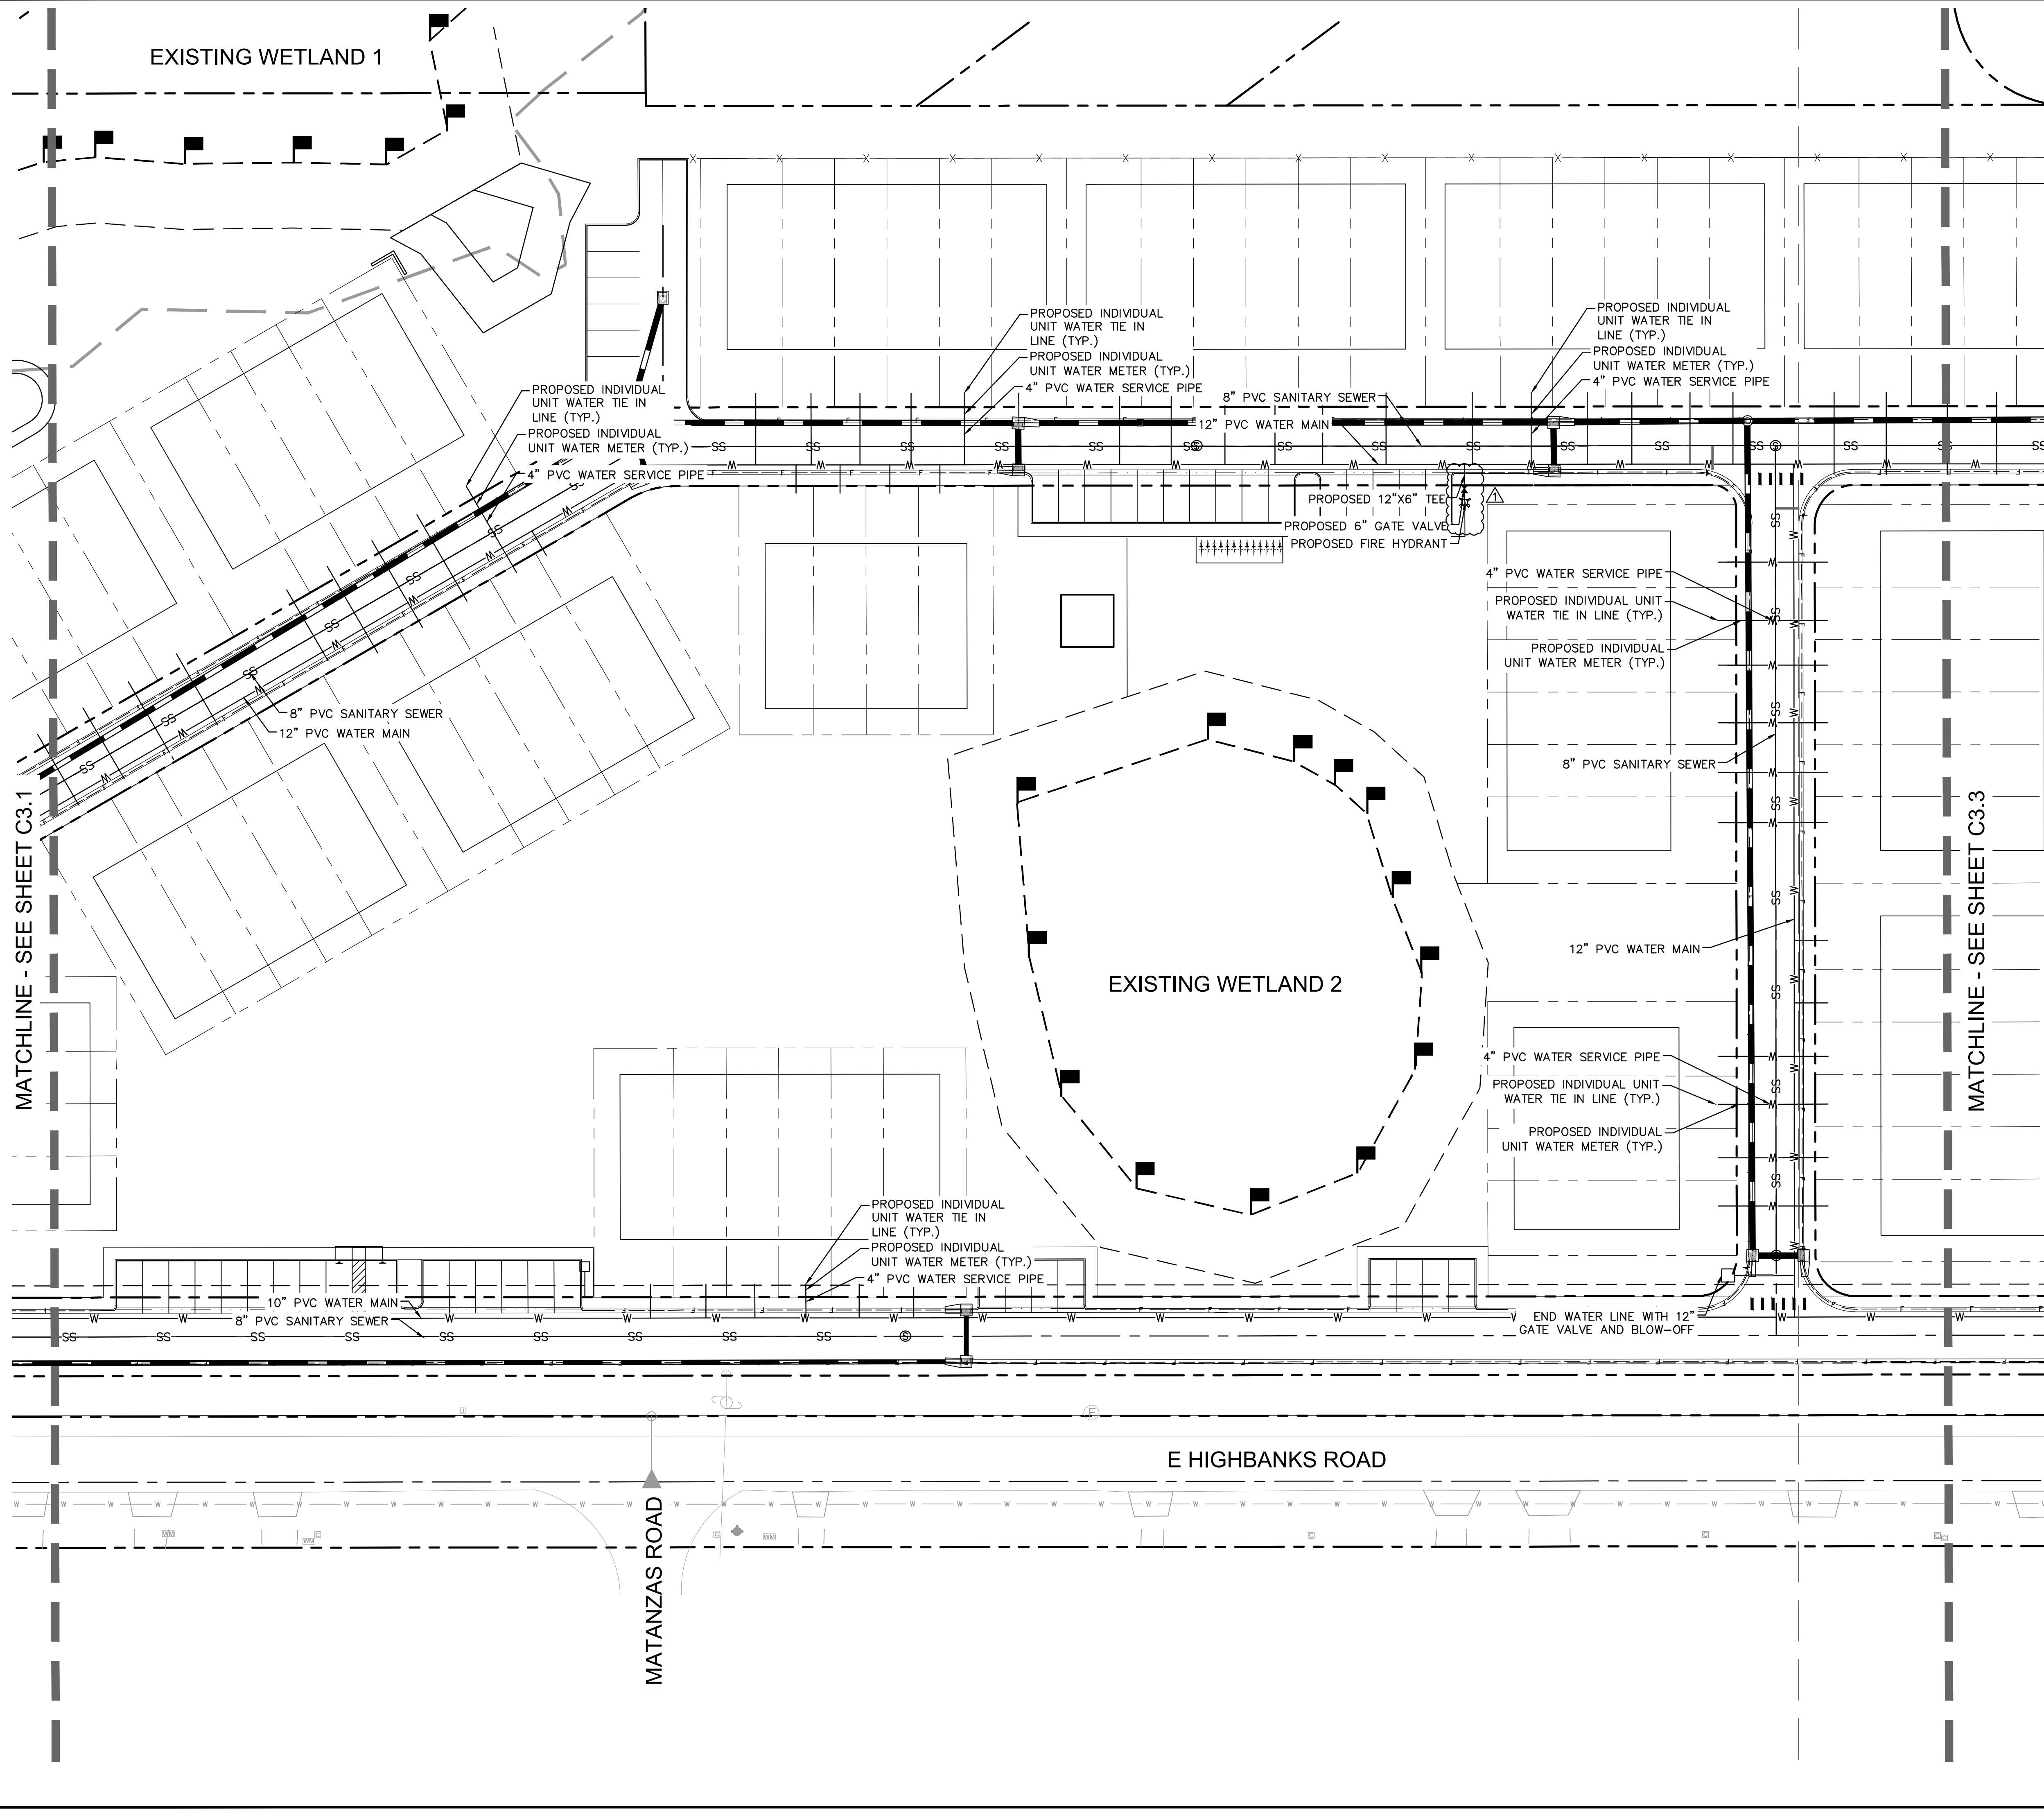 EXISTING WETLAND 1
PROPOSED INDIVIDUAL
UNIT WATER TIE IN
LINE (TYP.)
PROPOSED INDIVIDUAL
UNIT WATER METER (TYP.)
4" PVC WATER SERVICE PIPE
PROPOSED INDIVIDUAL
UNIT WATER TIE IN
LINE (TYP.)
PROPOSED INDIVIDUAL
UNIT WATER METER (TYP.)
4" PVC WATER SERVICE PIPE
PROPOSED INDIVIDUAL
UNIT WATER TIE IN
LINE (TYP.)
PROPOSED INDIVIDUAL
UNIT WATER METER (TYP.)
4" PVC WATER SERVICE PIPE
8" PVC SANITARY SEWER
12" PVC WATER MAIN
PROPOSED 12"X6" TEE
1
PROPOSED 6" GATE VALVE
PROPOSED FIRE HYDRANT
4" PVC WATER SERVICE PIPE
PROPOSED INDIVIDUAL UNIT
WATER TIE IN LINE (TYP.)
PROPOSED INDIVIDUAL
UNIT WATER METER (TYP.)
8" PVC SANITARY SEWER
12" PVC WATER MAIN
8" PVC SANITARY SEWER
12" PVC WATER MAIN
MATCHLINE - SEE SHEET C3.1
MATCHLINE - SEE SHEET C3.3
EXISTING WETLAND 2
4" PVC WATER SERVICE PIPE
PROPOSED INDIVIDUAL UNIT
WATER TIE IN LINE (TYP.)
PROPOSED INDIVIDUAL
UNIT WATER METER (TYP.)
PROPOSED INDIVIDUAL
UNIT WATER TIE IN
LINE (TYP.)
PROPOSED INDIVIDUAL
UNIT WATER METER (TYP.)
4" PVC WATER SERVICE PIPE
10" PVC WATER MAIN
8" PVC SANITARY SEWER
END WATER LINE WITH 12"
GATE VALVE AND BLOW-OFF
E HIGHBANKS ROAD
MATANZAS ROAD